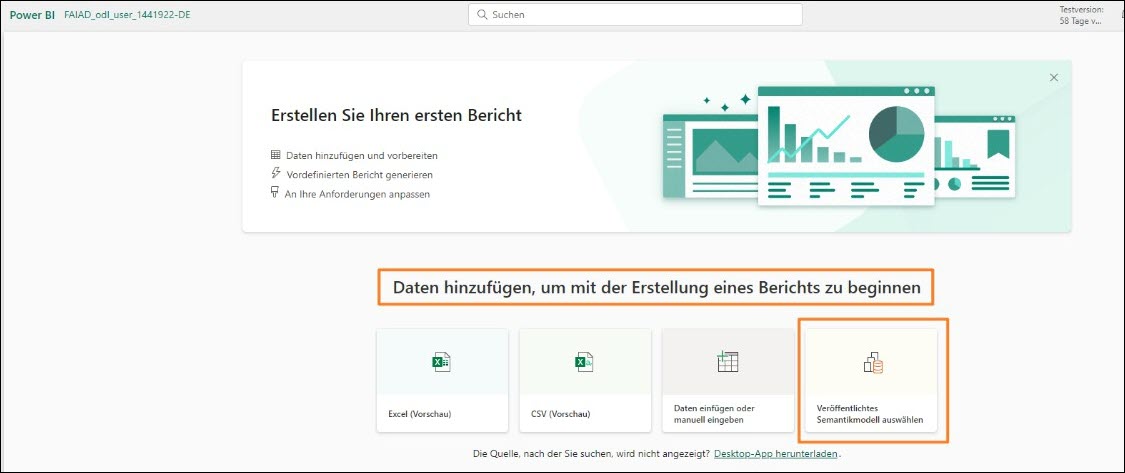 Power BI FAIAD_odl_user_1441922-DE
Suchen
Testversion:
58 Tage v...
Erstellen Sie Ihren ersten Bericht
Daten hinzufügen und vorbereiten
Vordefinierten Bericht generieren
An Ihre Anforderungen anpassen
Daten hinzufügen, um mit der Erstellung eines Berichts zu beginnen
Excel (Vorschau)
CSV (Vorschau)
Daten einfügen oder
manuell eingeben
Veröffentlichtes
Semantikmodell auswählen
Die Quelle, nach der Sie suchen, wird nicht angezeigt? Desktop-App herunterladen.